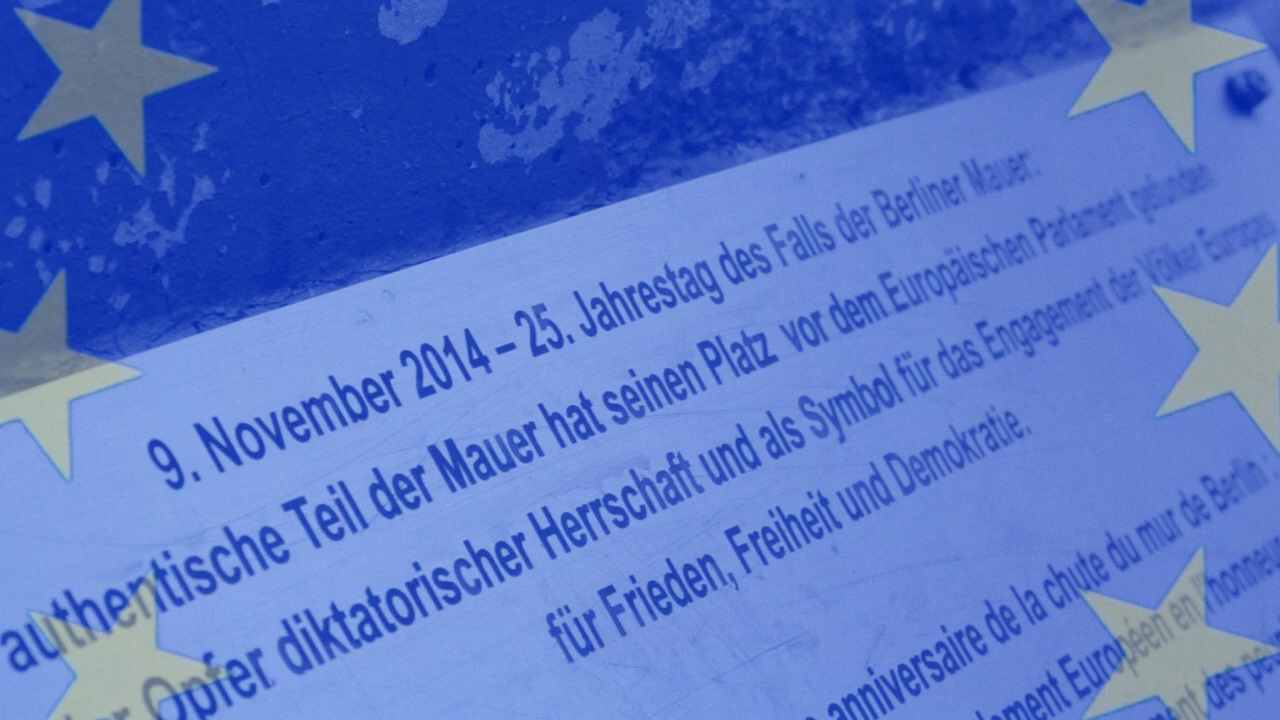 9. November 2014 – 25. Jahrestag des Falls der Berliner Mauer:
authentische Teil der Mauer hat seinen Platz vor dem Europäischen Parlament gefunden
Opfer diktatorischer Herrschaft und als Symbol für das Engagement der Völker Europas
für Frieden, Freiheit und Demokratie.
anniversaire de la chute du mur de Berlin :
Européen en l'honneur
des